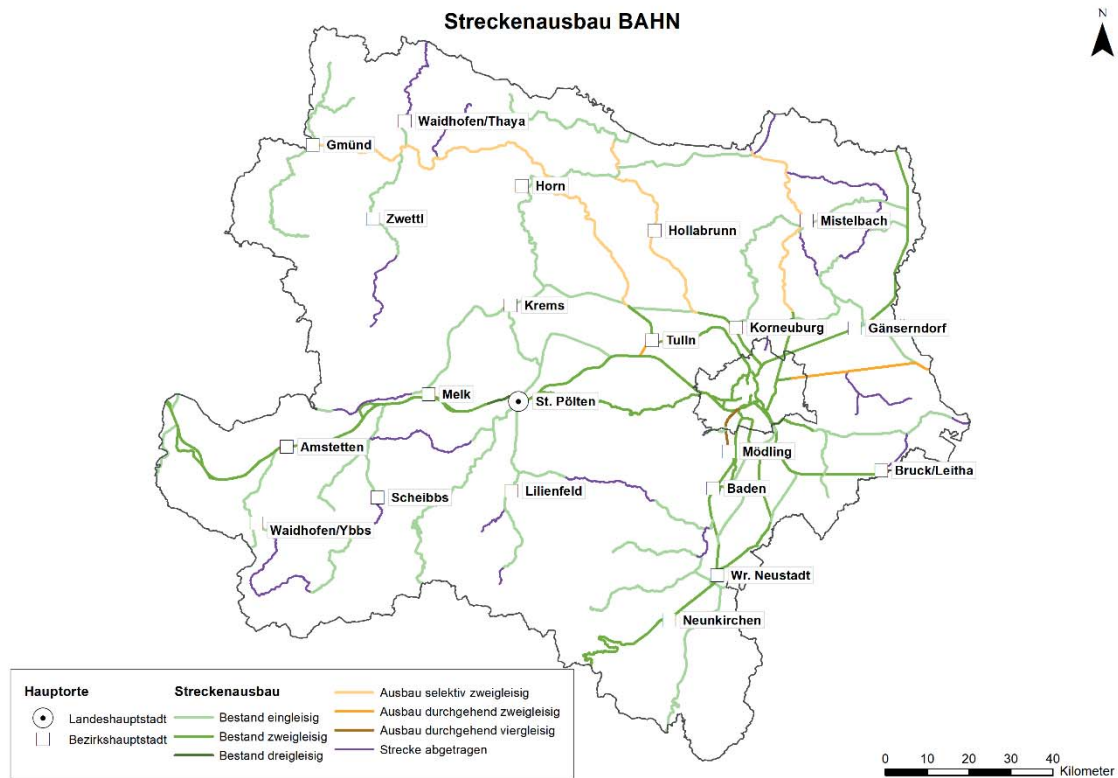 Streckenausbau BAHN
N
Waidhofen/Thaya
Gmünd
Horn
Zwettl
Mistelbach
Hollabrunn
Krems
Korneuburg
Gänserndorf
Tulln
Melk
St. Pölten
Amstetten
Mödling
Bruck/Leitha
Baden
Scheibbs
Lilienfeld
Waidhofen/Ybbs
Wr. Neustadt
Neunkirchen
Hauptorte
Landeshauptstadt
Bezirkshauptstadt
Streckenausbau
Bestand eingleisig
Bestand zweigleisig
Bestand dreigleisig
Ausbau selektiv zweigleisig
Ausbau durchgehend zweigleisig
Ausbau durchgehend viergleisig
Strecke abgetragen
0 10 20 30 40
Kilometer